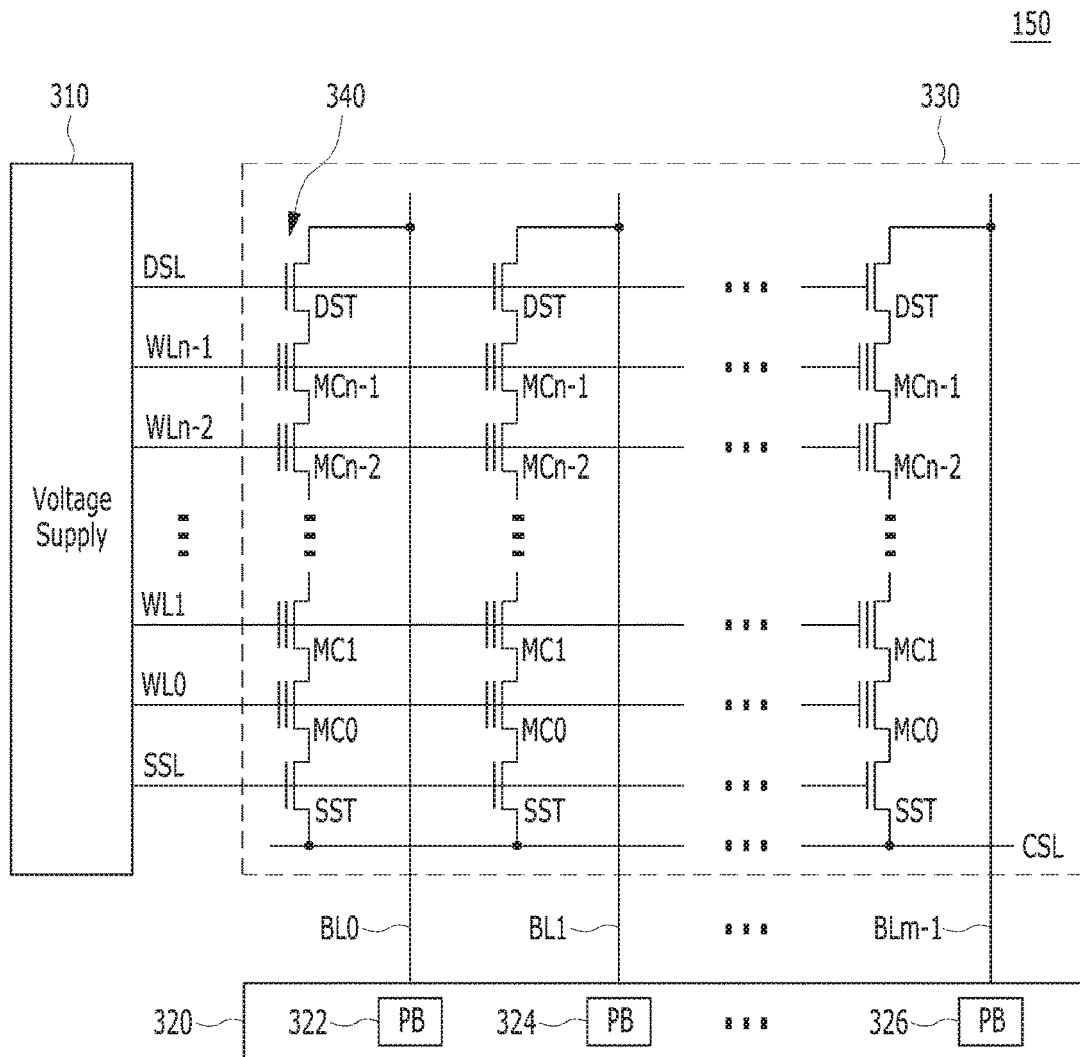 150
310
340
330
DSL
DST DST DST
WLn-1
MCn-1 MCn-1 MCn-1
WLn-2
MCn-2 MCn-2 MCn-2
Voltage
Supply
WL1
MC1 MC1 MC1
WL0
MC0 MC0 MC0
SSL
SST SST SST
CSL
BL0 BL1 BLm-1
320 322 PB 324 PB 326 PB